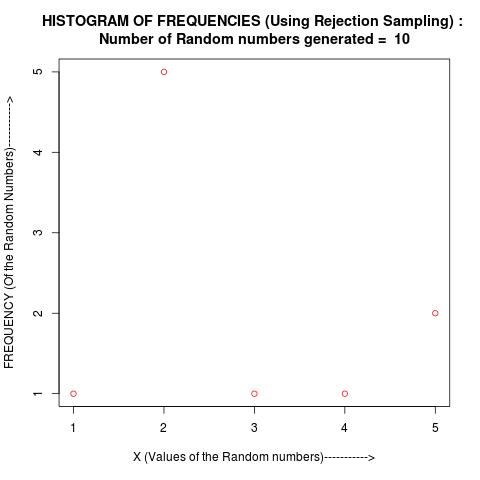 HISTOGRAM OF FREQUENCIES (Using Rejection Sampling) :
Number of Random numbers generated =  10
FREQUENCY (Of the Random Numbers)----------->
5
4
3
2
1
1 2 3 4 5
X (Values of the Random numbers)----------->